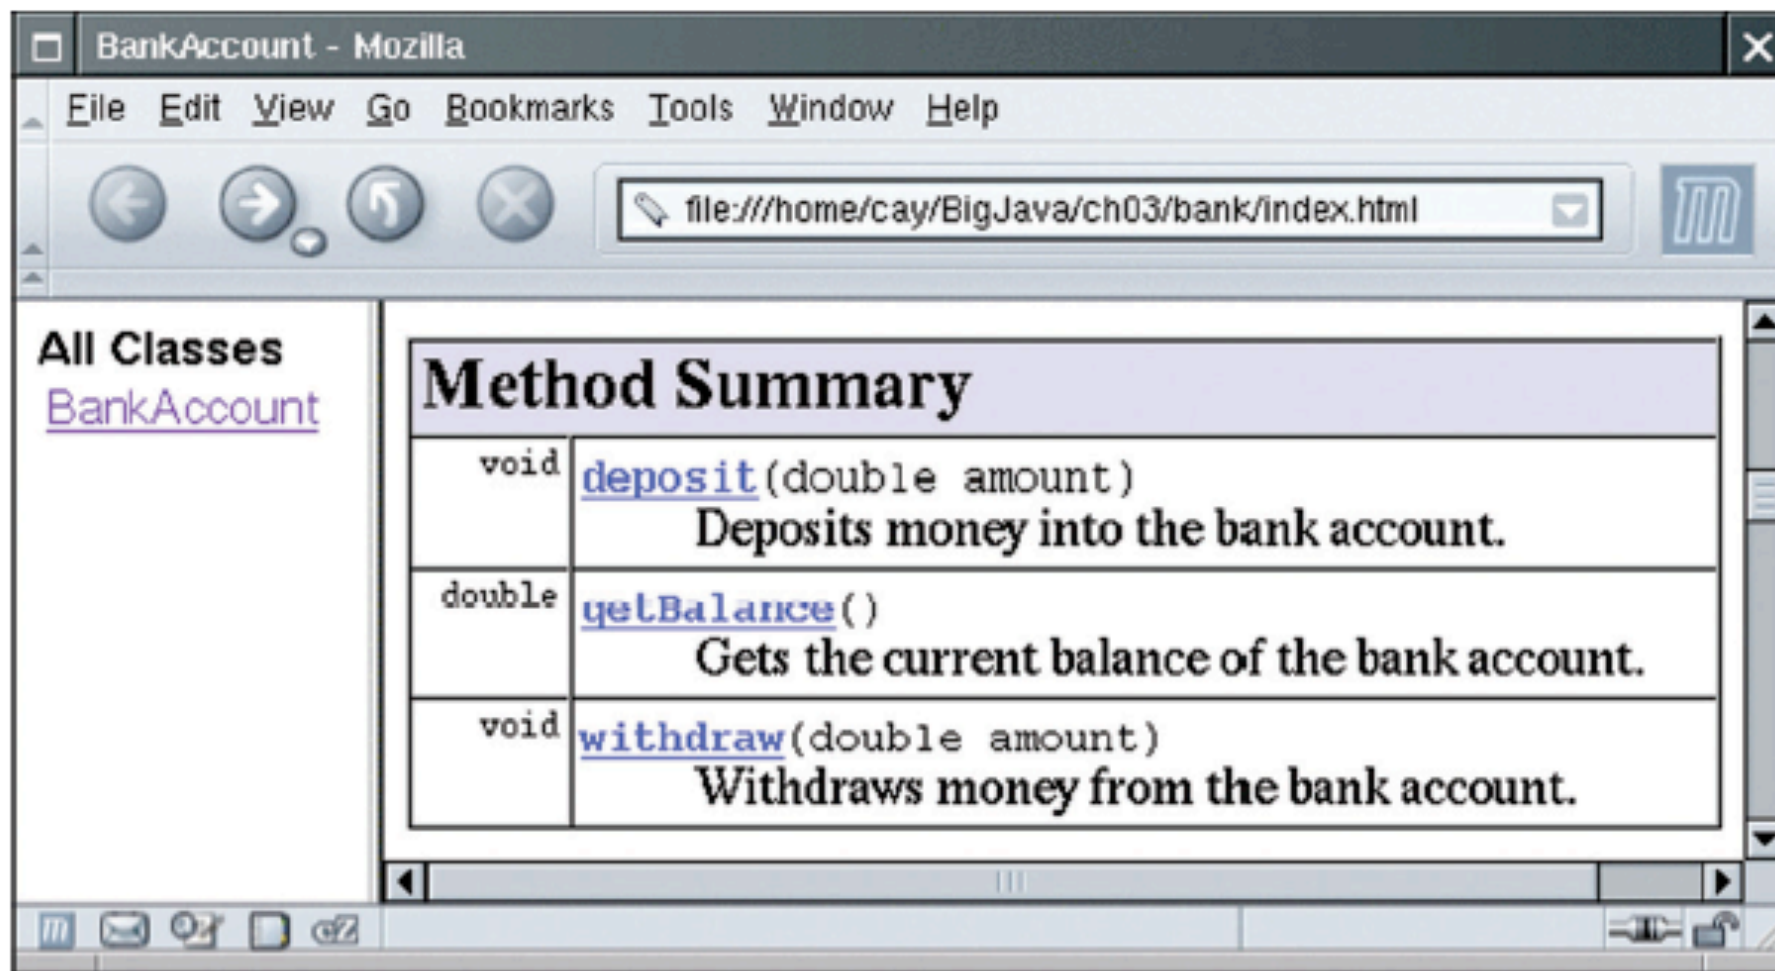 BankAccount - Mozilla
File Edit View Go Bookmarks Tools Window Help
file:///home/cay/BigJava/ch03/bank/index.html
All Classes
BankAccount
Method Summary
void deposit(double amount)
Deposits money into the bank account.
double getBalance()
Gets the current balance of the bank account.
void withdraw(double amount)
Withdraws money from the bank account.